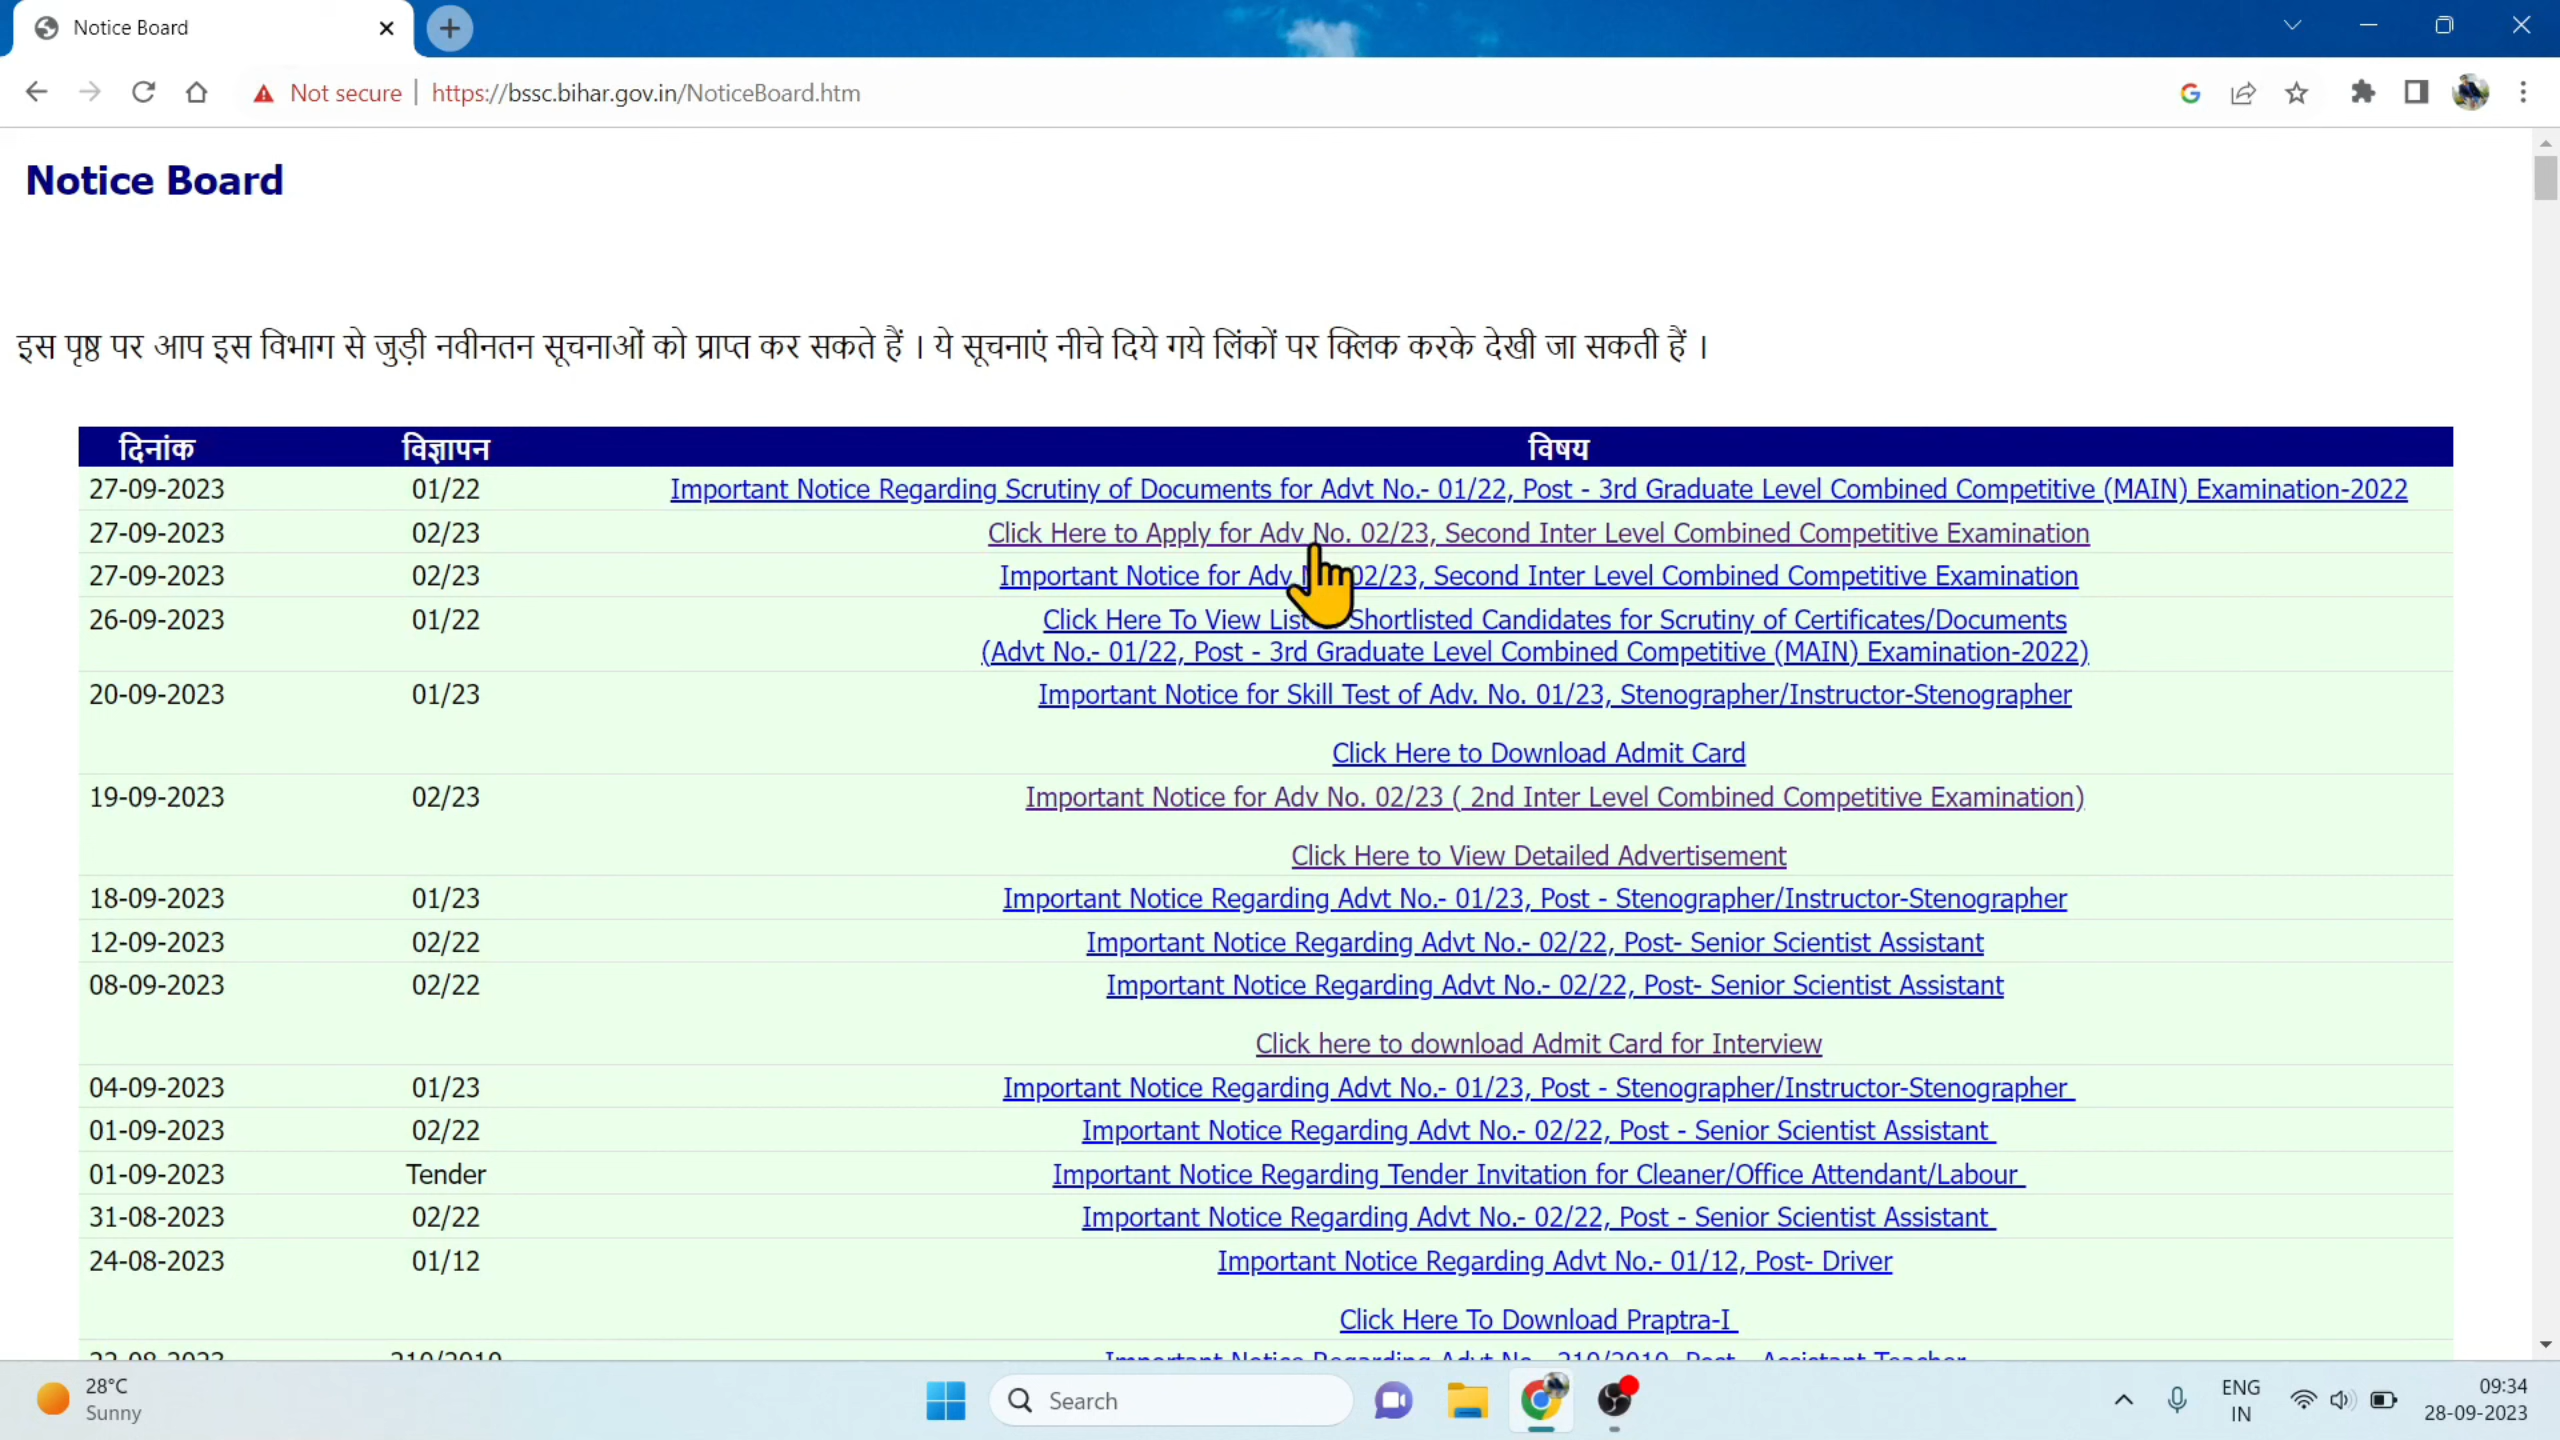 Notice Board
Not secure | https://bssc.bihar.gov.in/NoticeBoard.htm
Notice Board
इस पृष्ठ पर आप इस विभाग से जुड़ी नवीनतन सूचनाओं को प्राप्त कर सकते हैं । ये सूचनाएं नीचे दिये गये लिंकों पर क्लिक करके देखी जा सकती हैं ।
दिनांक विज्ञापन विषय
27-09-2023 01/22 Important Notice Regarding Scrutiny of Documents for Advt No.- 01/22, Post - 3rd Graduate Level Combined Competitive (MAIN) Examination-2022
27-09-2023 02/23 Click Here to Apply for Adv No. 02/23, Second Inter Level Combined Competitive Examination
27-09-2023 02/23 Important Notice for Adv 02/23, Second Inter Level Combined Competitive Examination
26-09-2023 01/22 Click Here To View List Shortlisted Candidates for Scrutiny of Certificates/Documents
(Advt No.- 01/22, Post - 3rd Graduate Level Combined Competitive (MAIN) Examination-2022)
20-09-2023 01/23 Important Notice for Skill Test of Adv. No. 01/23, Stenographer/Instructor-Stenographer
Click Here to Download Admit Card
19-09-2023 02/23 Important Notice for Adv No. 02/23 ( 2nd Inter Level Combined Competitive Examination)
Click Here to View Detailed Advertisement
18-09-2023 01/23 Important Notice Regarding Advt No.- 01/23, Post - Stenographer/Instructor-Stenographer
12-09-2023 02/22 Important Notice Regarding Advt No.- 02/22, Post- Senior Scientist Assistant
08-09-2023 02/22 Important Notice Regarding Advt No.- 02/22, Post- Senior Scientist Assistant
Click here to download Admit Card for Interview
04-09-2023 01/23 Important Notice Regarding Advt No.- 01/23, Post - Stenographer/Instructor-Stenographer
01-09-2023 02/22 Important Notice Regarding Advt No.- 02/22, Post - Senior Scientist Assistant
01-09-2023 Tender Important Notice Regarding Tender Invitation for Cleaner/Office Attendant/Labour
31-08-2023 02/22 Important Notice Regarding Advt No.- 02/22, Post - Senior Scientist Assistant
24-08-2023 01/12 Important Notice Regarding Advt No.- 01/12, Post- Driver
Click Here To Download Praptra-I
22-08-2023 210/2010 Important Notice Regarding Advt No.- 210/2010, Post - Assistant Teacher
28°C
Sunny
Search
ENG
IN
09:34
28-09-2023